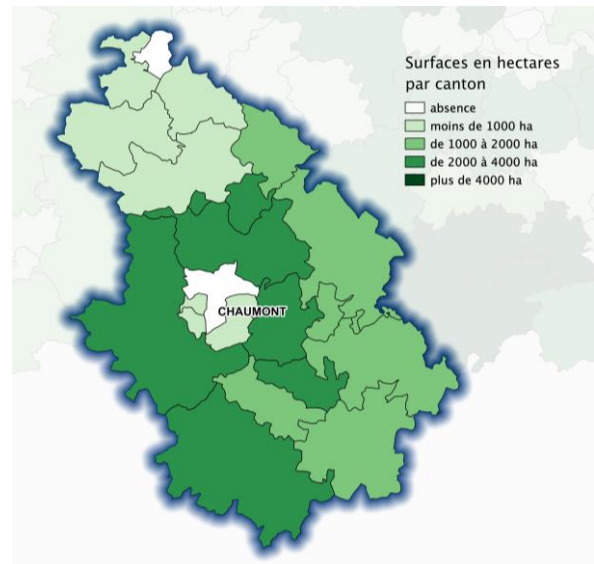 Surfaces en hectares
par canton
absence
moins de 1000 ha
de 1000 à 2000 ha
de 2000 à 4000 ha
plus de 4000 ha
CHAUMONT